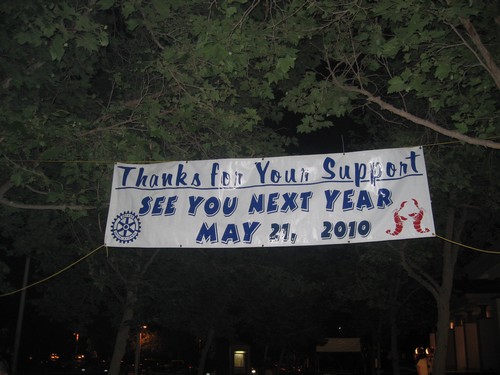 Thanks for Your Support
SEE YOU NEXT YEAR
MAY 21, 2010